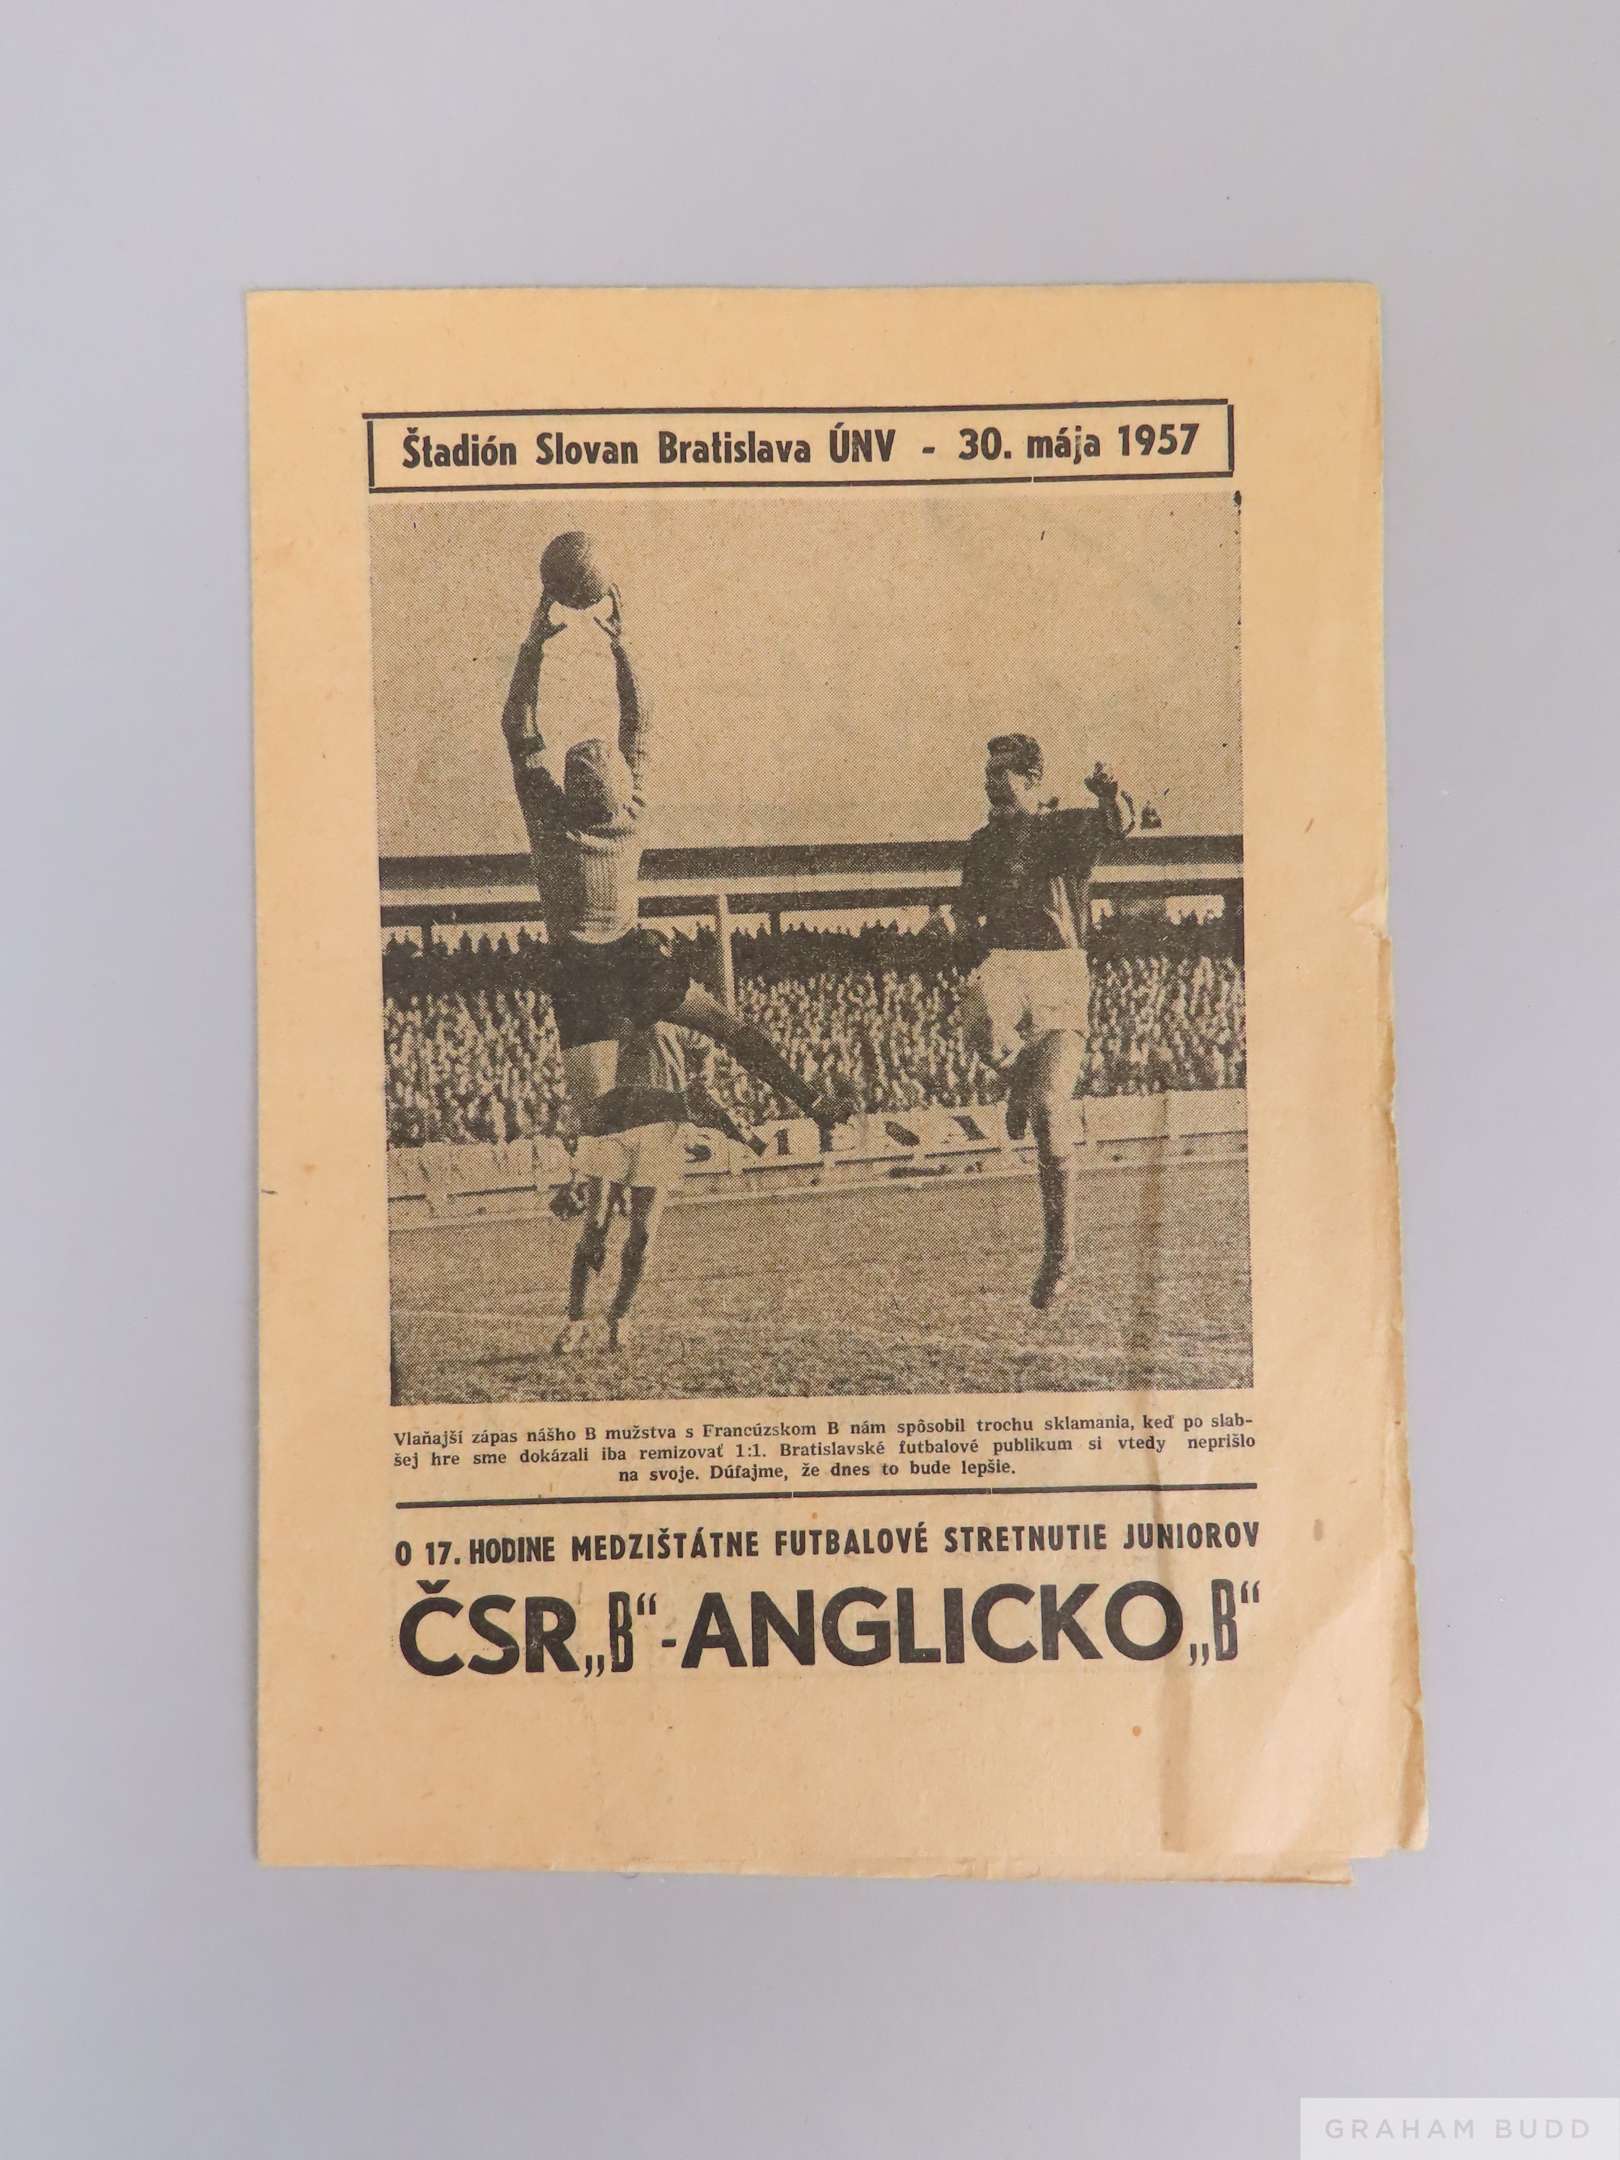 Štadión Slovan Bratislava ÚNV - 30. mája 1957
SMENA
Vlaňajší zápas nášho B mužstva s Francúzskom B nám spôsobil trochu sklamania, keď po slab-
šej hre sme dokázali iba remizovať 1:1. Bratislavské futbalové publikum si vtedy neprišlo
na svoje. Dúfajme, že dnes to bude lepšie.
O 17. HODINE MEDZIŠTÁTNE FUTBALOVÉ STRETNUTIE JUNIOROV
ČSR„B“-ANGLICKO„B“
GRAHAM BUDD